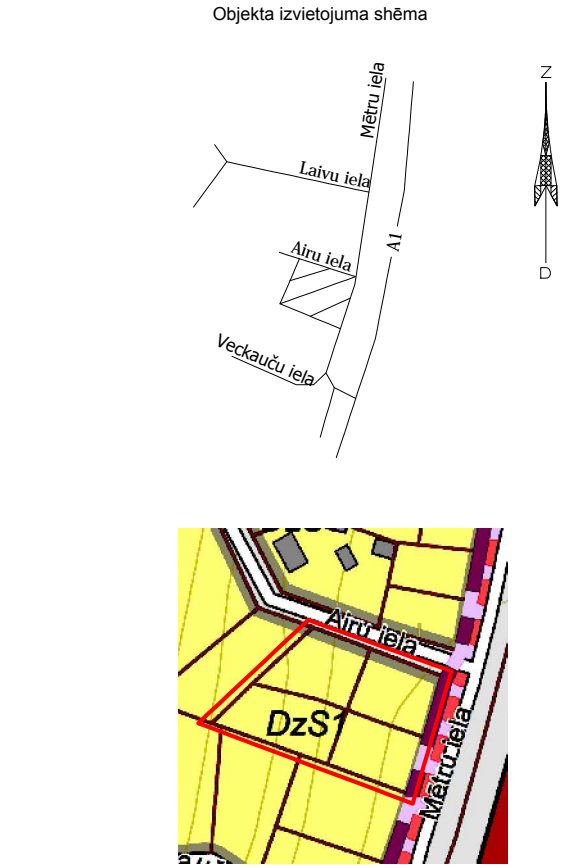 Objekta izvietojuma shēma
Mētru iela
Z
Laivu iela
A1
Airu iela
D
Veckauču iela
Airu iela
DzS1
Mētru iela